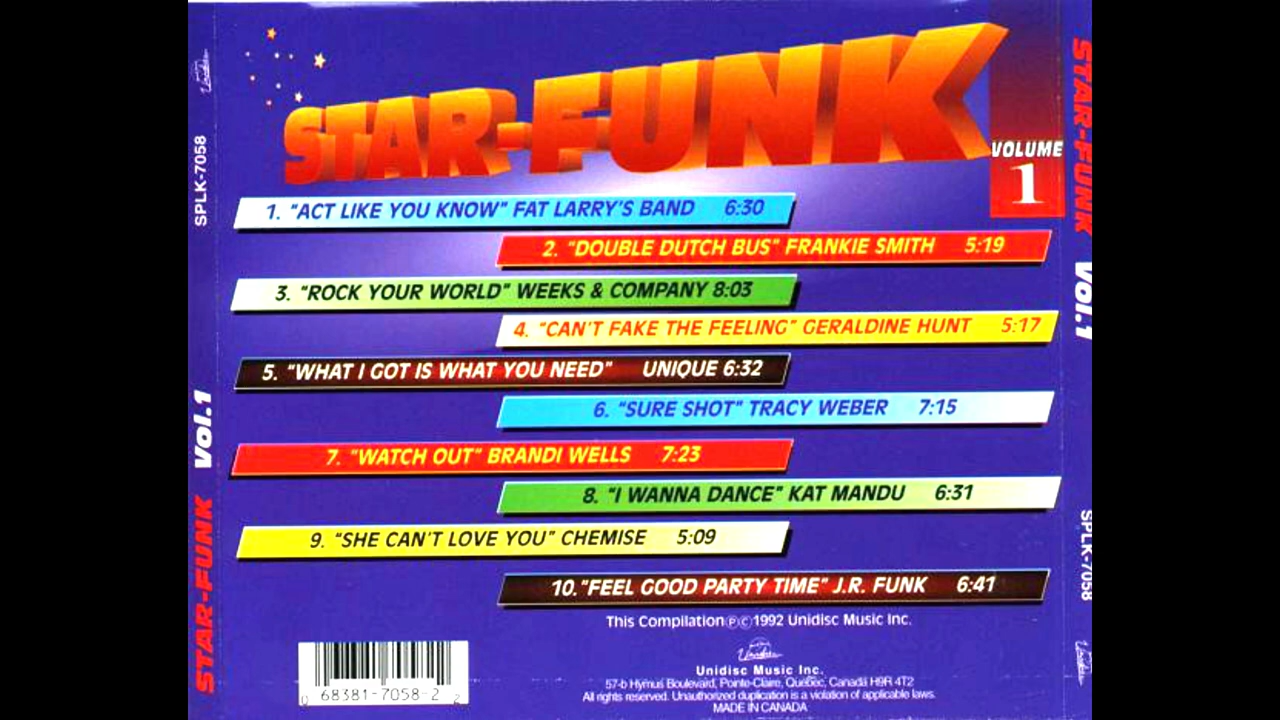 STAR-FUNK
VOLUME
1
1. "ACT LIKE YOU KNOW" FAT LARRY'S BAND 6:30
2. "DOUBLE DUTCH BUS" FRANKIE SMITH 5:19
3. "ROCK YOUR WORLD" WEEKS & COMPANY 8:03
4. "CAN'T FAKE THE FEELING" GERALDINE HUNT 5:17
5. "WHAT I GOT IS WHAT YOU NEED" UNIQUE 6:32
6. "SURE SHOT" TRACY WEBER 7:15
7. "WATCH OUT" BRANDI WELLS 7:23
8. "I WANNA DANCE" KAT MANDU 6:31
9. "SHE CAN'T LOVE YOU" CHEMISE 5:09
10. "FEEL GOOD PARTY TIME" J.R. FUNK 6:41
This Compilation ℗© 1992 Unidisc Music Inc.
Unidisc
Unidisc Music Inc.
57-b Hymus Boulevard, Pointe-Claire, Québec, Canada H9R 4T2
All rights reserved. Unauthorized duplication is a violation of applicable laws.
MADE IN CANADA
0 68381-7058-2 2
STAR-FUNK Vol.1
SPLK-7058
Unidisc
STAR-FUNK Vol.1
SPLK-7058
Unidisc